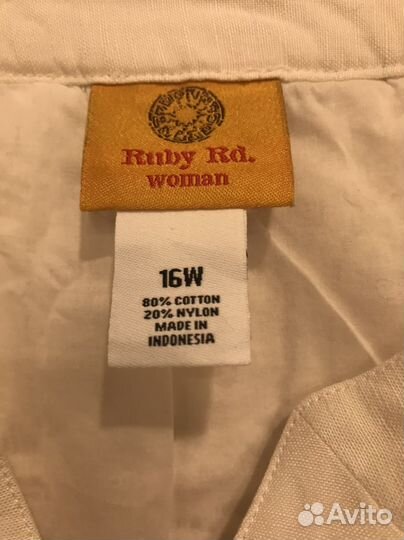 Ruby Rd.
woman
16W
80% COTTON
20% NYLON
MADE IN
INDONESIA
Avito